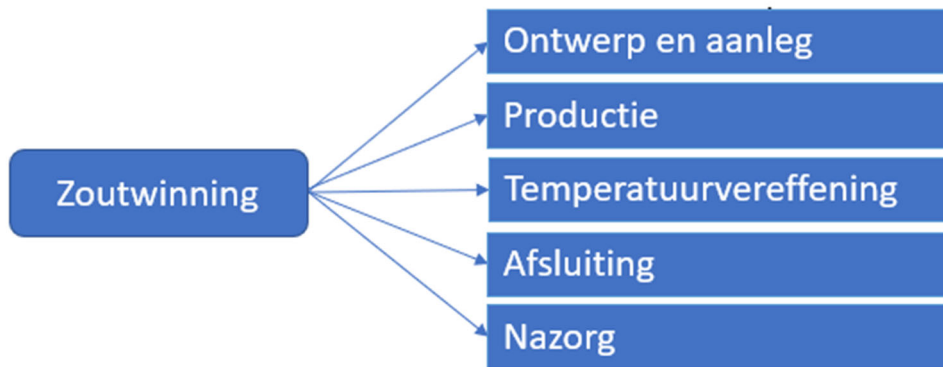 Zoutwinning
Ontwerp en aanleg
Productie
Temperatuurvereffening
Afsluiting
Nazorg